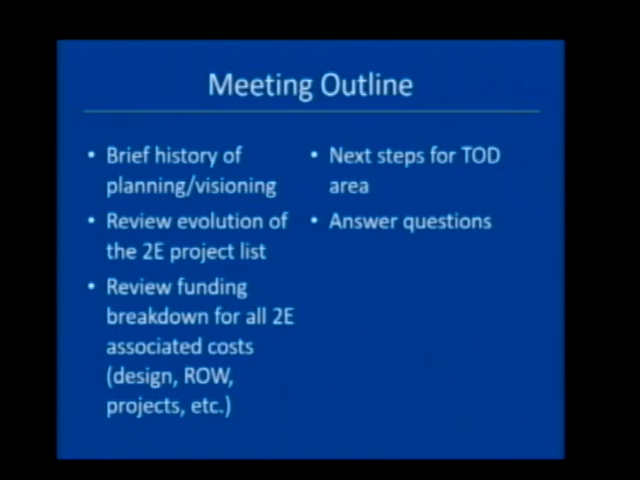 Meeting Outline
• Brief history of
planning/visioning
• Review evolution of
the 2E project list
• Review funding
breakdown for all 2E
associated costs
(design, ROW,
projects, etc.)
• Next steps for TOD
area
• Answer questions